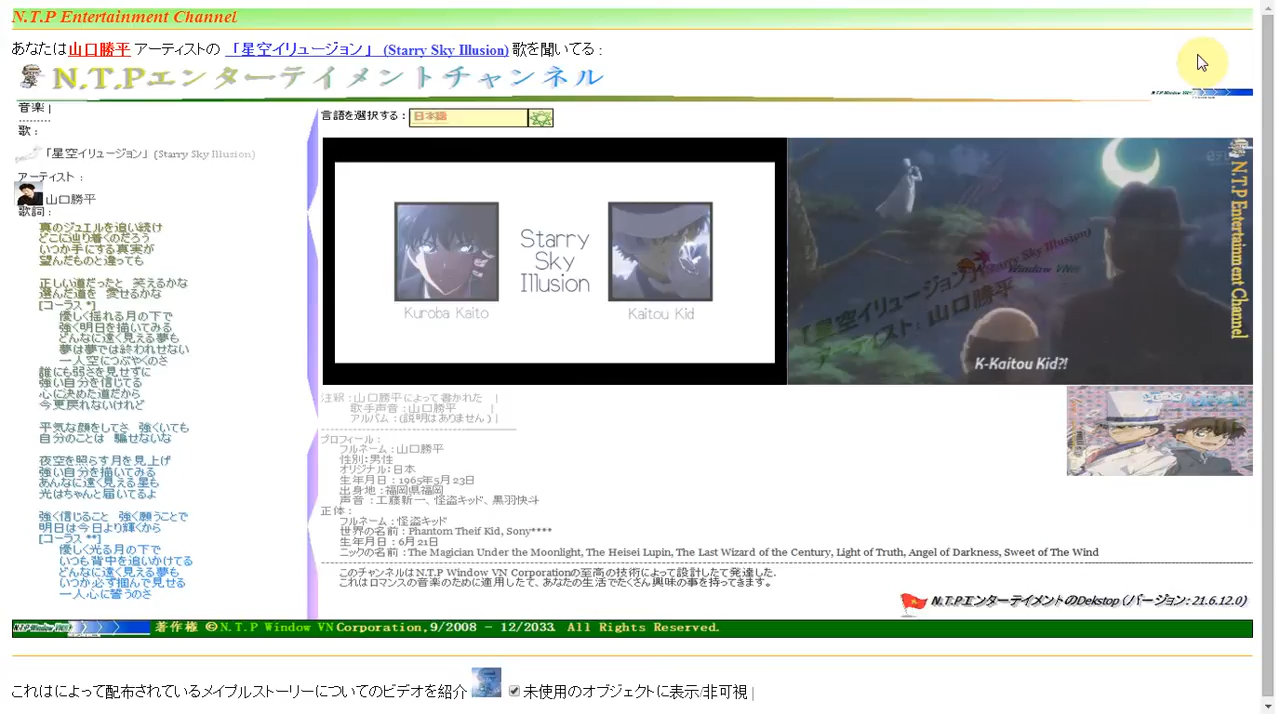 N.T.P Entertainment Channel
あなたは山口勝平 アーティストの 「星空イリュージョン」 (Starry Sky Illusion) 歌を聞いてる :
N.T.Pエンターテイメントチャンネル
音楽 |
歌 :
「星空イリュージョン」 (Starry Sky Illusion)
アーティスト :
山口勝平
歌詞 :
真のジュエルを追い続け
どこに辿り着くのだろう
いつか手にする真実が
望んだものと違っても
正しい道だったと 笑えるかな
選んだ道を 愛せるかな
[コーラス *]
優しく揺れる月の下で
強く明日を描いてみる
どんなに遠く見える夢も
夢は夢では終われせない
一人空につぶやくのさ
誰にも弱さを見せずに
強い自分を信じてる
心に決めた道だから
今更戻れないけれど
平気な顔をしてさ 強くいても
自分のことは 騙せないな
夜空を照らす月を見上げ
強い自分を描いてみる
あんなに遠く見える星も
光はちゃんと届いてるよ
強く信じること 強く願うことで
明日は今日より輝くから
[コーラス **]
優しく光る月の下で
いつも背中を追いかけてる
どんなに遠く見える夢も
いつか必ず掴んで見せる
一人心に誓うのさ
言語を選択する : 日本語
Starry
Sky
Illusion
Kuroba Kaito
Kaitou Kid
「星空イリュージョン」 (Starry Sky Illusion)
アーティスト: 山口勝平
Window VN®
K-Kaitou Kid?!
N.T.P Entertainment Channel
注釈 : 山口勝平によって書かれた |
歌手声音 : 山口勝平 |
アルバム : (説明はありません) |
プロフィール :
フルネーム : 山口勝平
性別: 男性
オリジナル: 日本
生年月日 : 1965年5月23日
出身地 : 福岡県福岡
声音 : 工藤新一、怪盗キッド、黒羽快斗
正体 :
フルネーム : 怪盗キッド
世界の名前 : Phantom Theif Kid, Sony****
生年月日 : 6月21日
ニックの名前 : The Magician Under the Moonlight, The Heisei Lupin, The Last Wizard of the Century, Light of Truth, Angel of Darkness, Sweet of The Wind
このチャンネルはN.T.P Window VN Corporationの至高の技術によって設計したて発達した.
これはロマンスの音楽のために適用したて、あなたの生活でたくさん興味の事を持ってきます。
N.T.PエンターテイメントのDekstop (バージョン: 21.6.12.0)
著作権 ©N.T.P Window VN Corporation, 9/2008 - 12/2033. All Rights Reserved.
これはによって配布されているメイプルストーリーについてのビデオを紹介 未使用のオブジェクトに表示/非可視 |